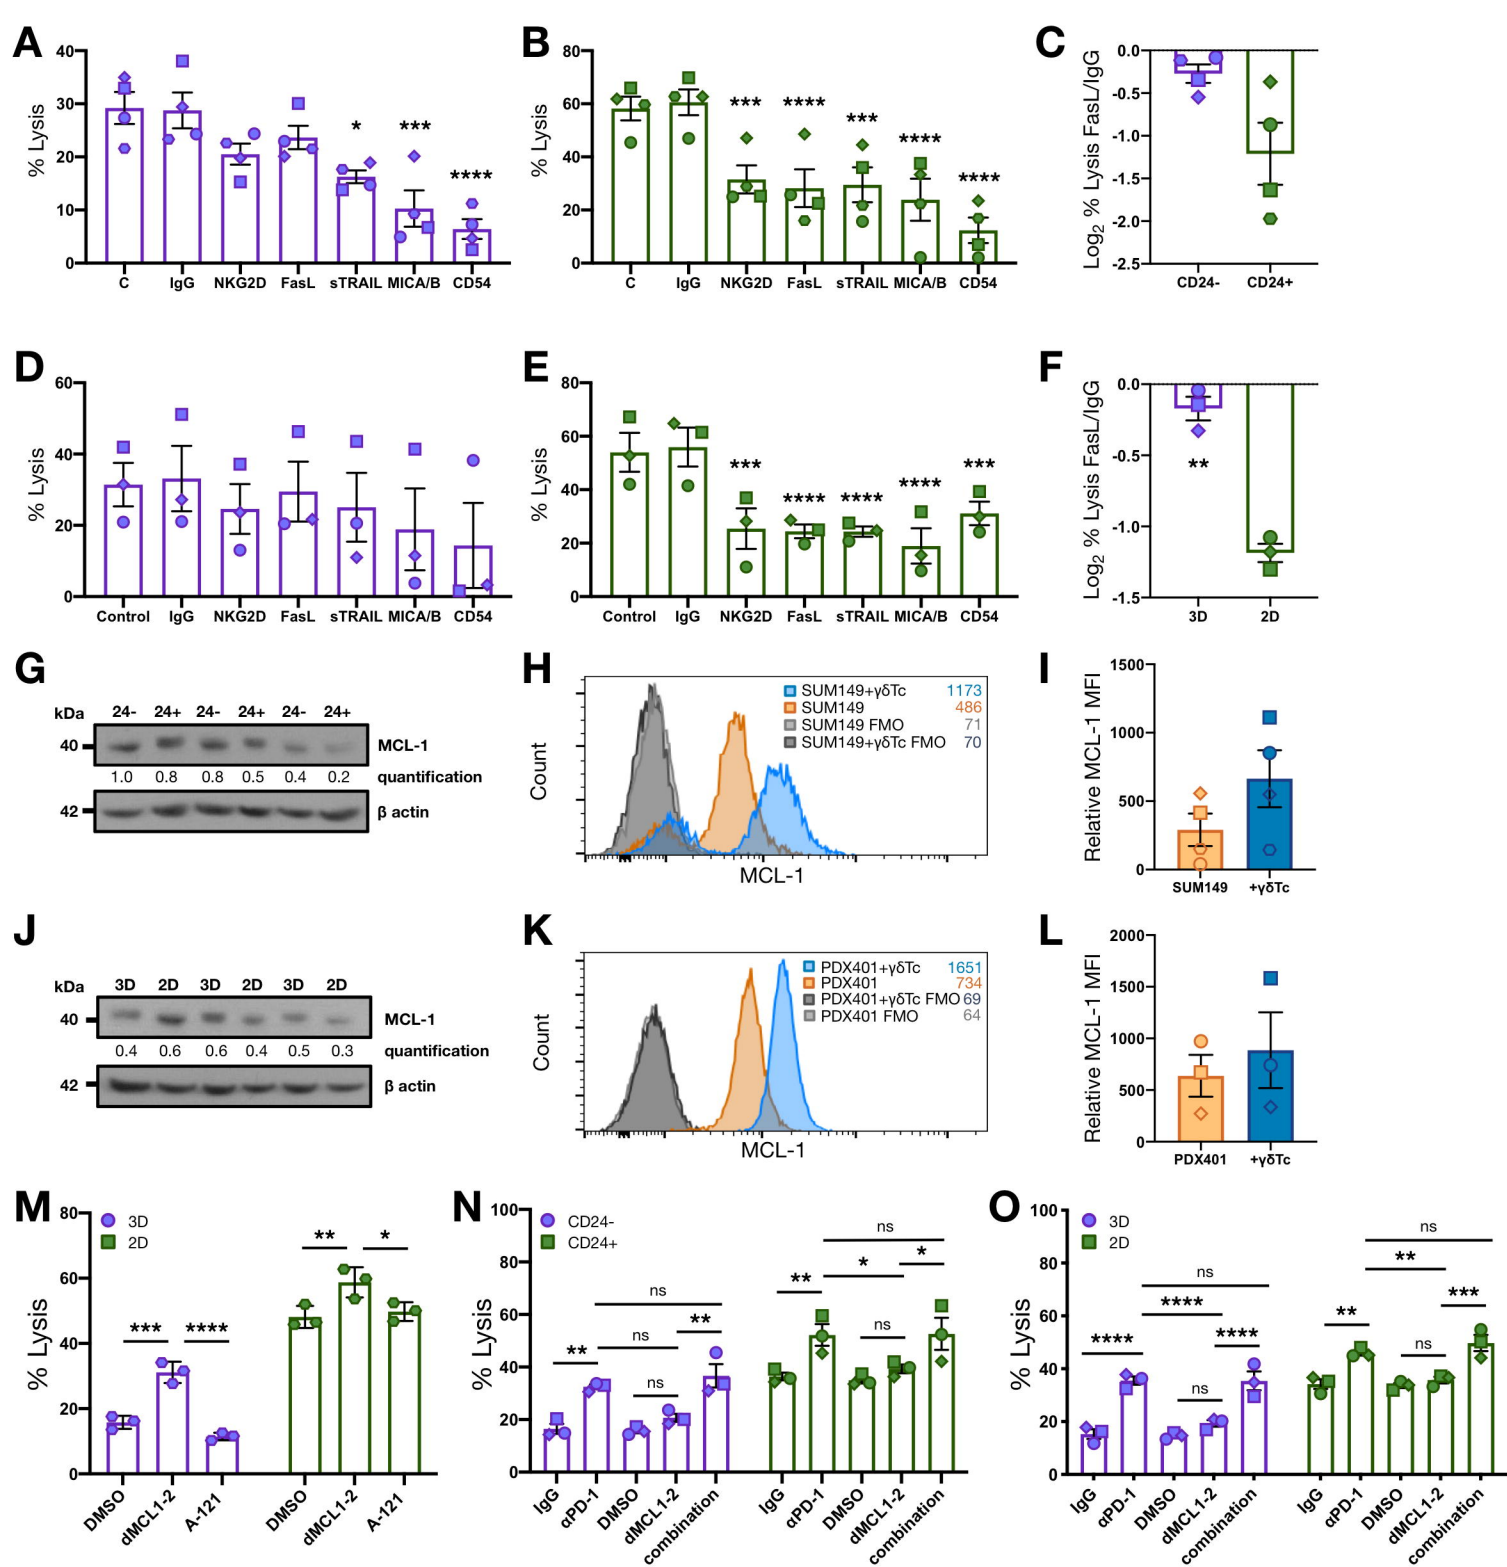 A
% Lysis
40
30
20
10
0
C IgG NKG2D FasL sTRAIL MICA/B CD54
* *** ****
B
% Lysis
80
60
40
20
0
C IgG NKG2D FasL sTRAIL MICA/B CD54
*** **** *** **** ****
C
Log2 % Lysis FasL/IgG
0.0
-0.5
-1.0
-1.5
-2.0
-2.5
CD24- CD24+
D
% Lysis
60
40
20
0
Control IgG NKG2D FasL sTRAIL MICA/B CD54
E
% Lysis
80
60
40
20
0
Control IgG NKG2D FasL sTRAIL MICA/B CD54
*** **** **** **** ***
F
Log2 % Lysis FasL/IgG
0.0
-0.5
-1.0
-1.5
**
3D 2D
G
kDa 24- 24+ 24- 24+ 24- 24+
40 MCL-1
1.0 0.8 0.8 0.5 0.4 0.2 quantification
42 β actin
H
Count
SUM149+γδTc 1173
SUM149 486
SUM149 FMO 71
SUM149+γδTc FMO 70
MCL-1
I
Relative MCL-1 MFI
1500
1000
500
0
SUM149 +γδTc
J
kDa 3D 2D 3D 2D 3D 2D
40 MCL-1
0.4 0.6 0.6 0.4 0.5 0.3 quantification
42 β actin
K
Count
PDX401+γδTc 1651
PDX401 734
PDX401+γδTc FMO 69
PDX401 FMO 64
MCL-1
L
Relative MCL-1 MFI
2000
1500
1000
500
0
PDX401 +γδTc
M
% Lysis
80
60
40
20
0
3D
2D
*** **** ** *
DMSO dMCL1-2 A-121 DMSO dMCL1-2 A-121
N
% Lysis
100
80
60
40
20
0
CD24-
CD24+
** ns ns ns **
** ns * * ns
IgG αPD-1 DMSO dMCL1-2 combination IgG αPD-1 DMSO dMCL1-2 combination
O
% Lysis
100
80
60
40
20
0
3D
2D
**** ns **** ns ****
** ns ** *** ns
IgG αPD-1 DMSO dMCL1-2 combination IgG αPD-1 DMSO dMCL1-2 combination